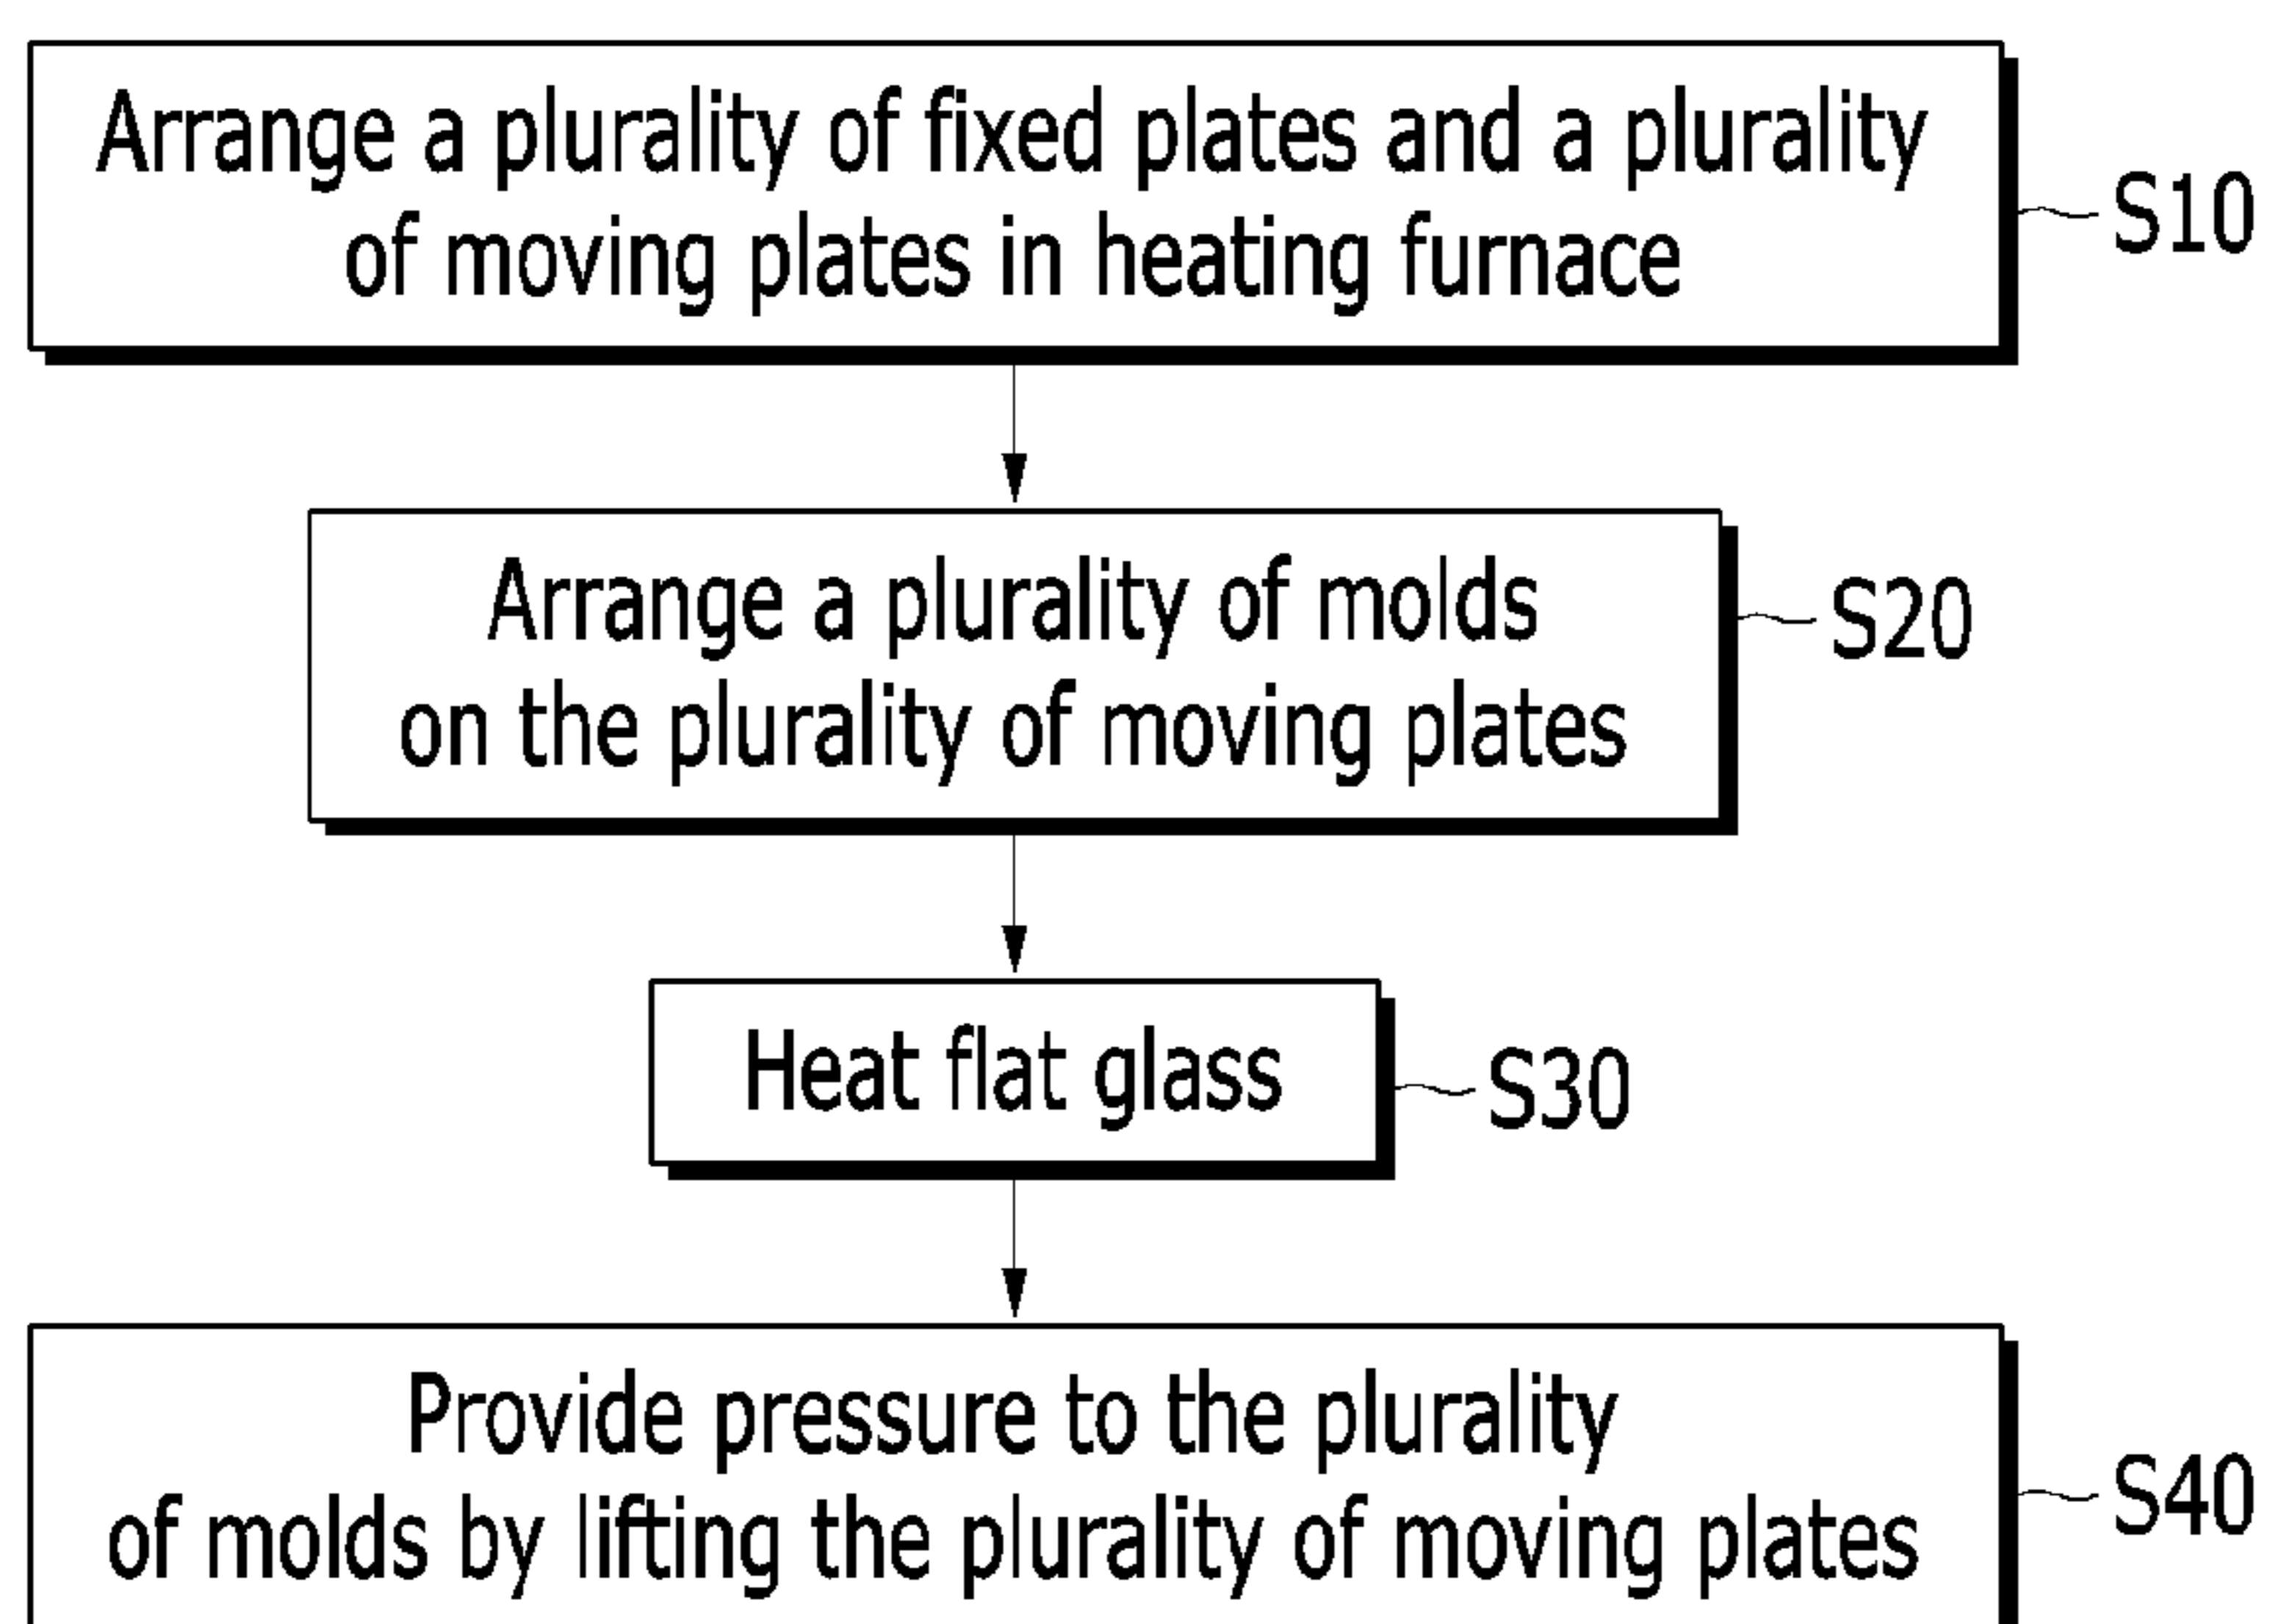 Arrange a plurality of fixed plates and a plurality
of moving plates in heating furnace
S10
Arrange a plurality of molds
on the plurality of moving plates
S20
Heat flat glass
S30
Provide pressure to the plurality
of molds by lifting the plurality of moving plates
S40